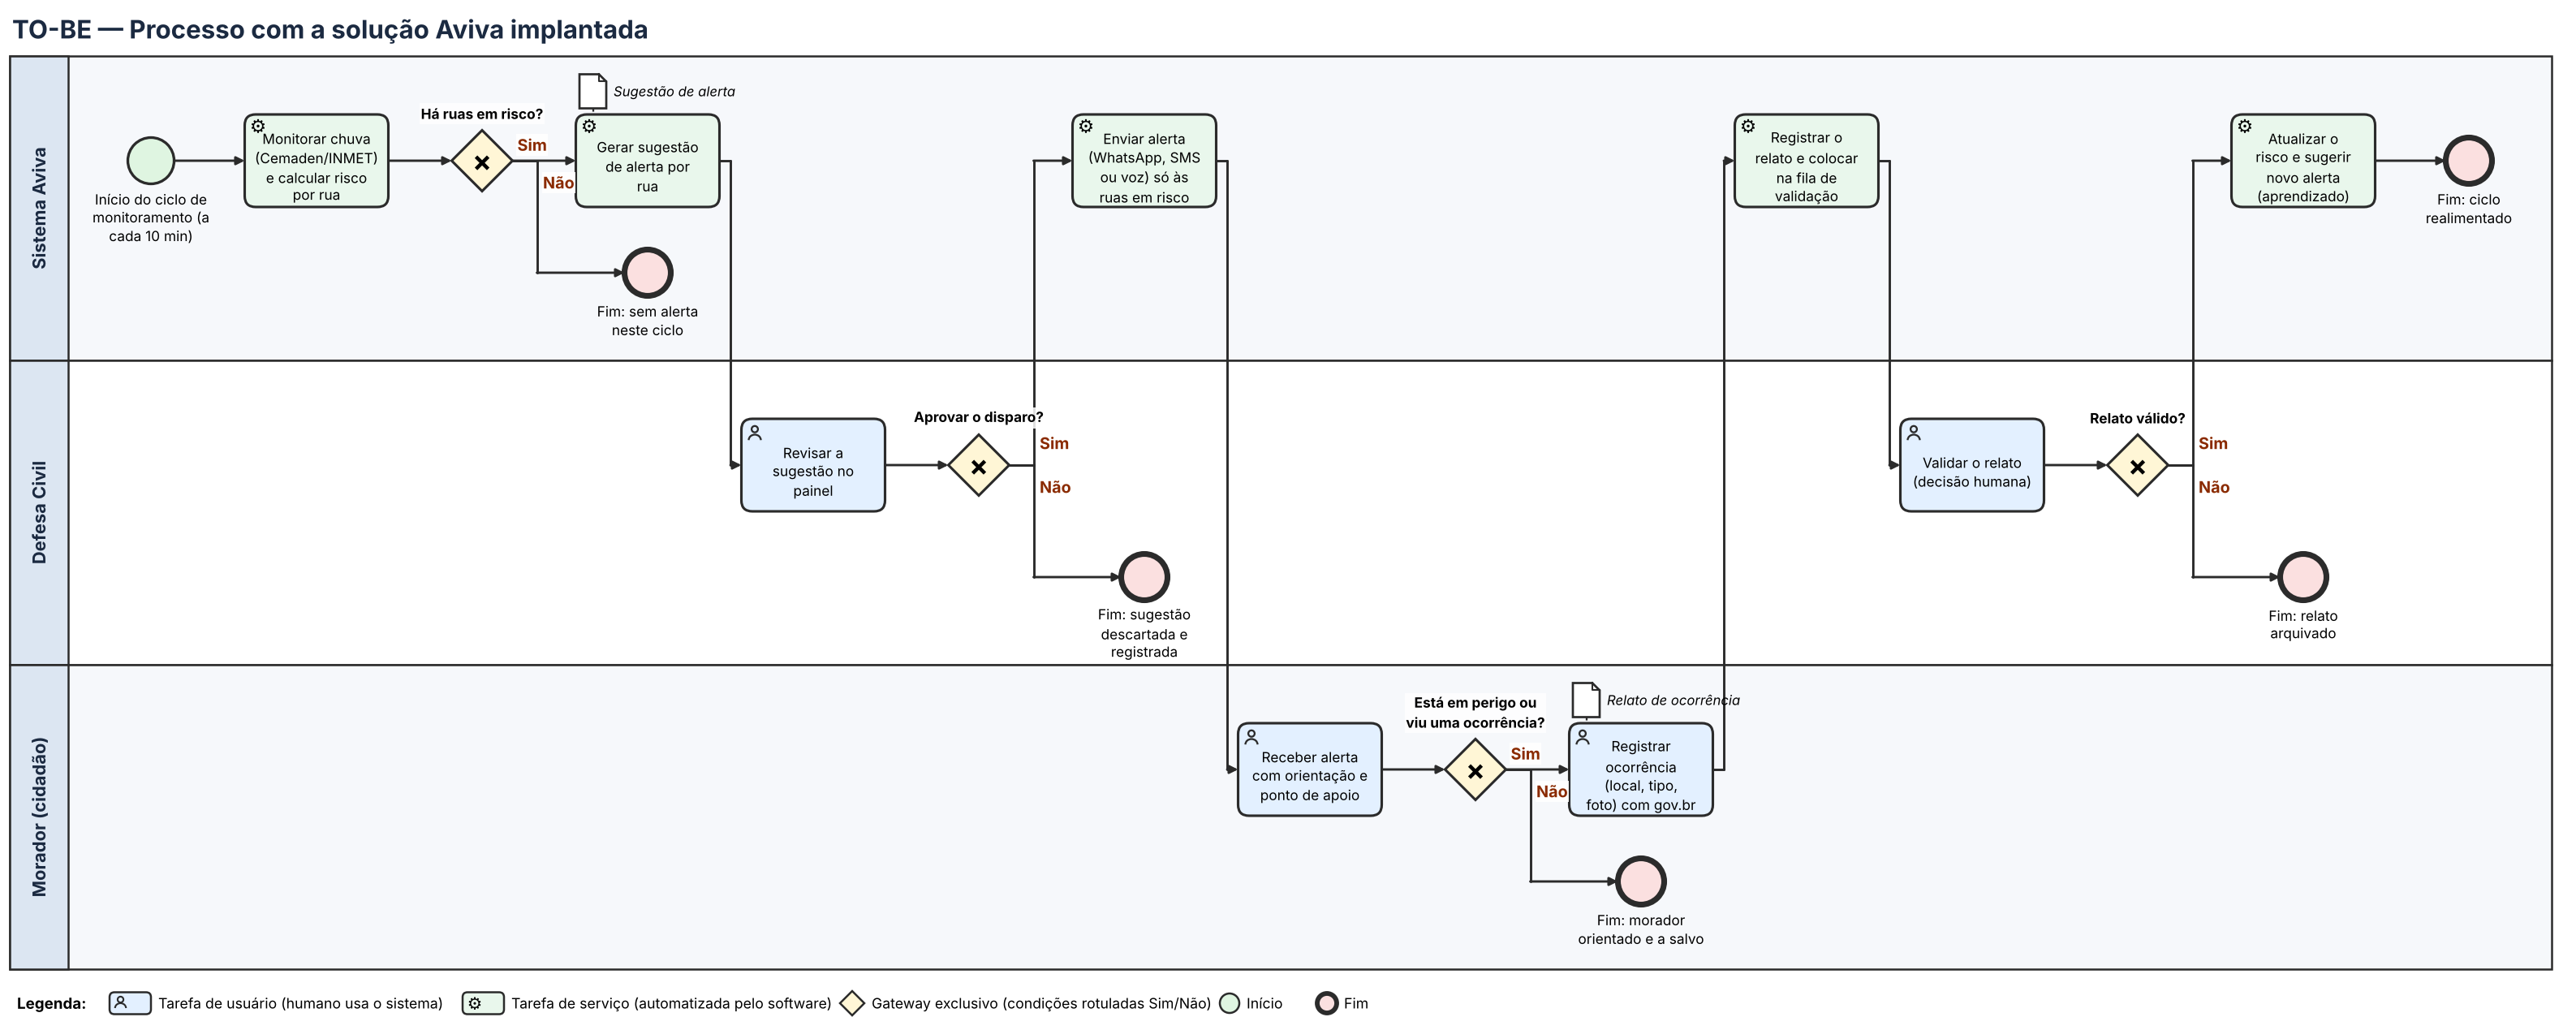 TO-BE — Processo com a solução Aviva implantada
Sistema Aviva
Início do ciclo de
monitoramento (a
cada 10 min)
Monitorar chuva
(Cemaden/INMET)
e calcular risco
por rua
Há ruas em risco?
Sim
Não
Sugestão de alerta
Gerar sugestão
de alerta por
rua
Fim: sem alerta
neste ciclo
Enviar alerta
(WhatsApp, SMS
ou voz) só às
ruas em risco
Registrar o
relato e colocar
na fila de
validação
Atualizar o
risco e sugerir
novo alerta
(aprendizado)
Fim: ciclo
realimentado
Defesa Civil
Revisar a
sugestão no
painel
Aprovar o disparo?
Sim
Não
Fim: sugestão
descartada e
registrada
Validar o relato
(decisão humana)
Relato válido?
Sim
Não
Fim: relato
arquivado
Morador (cidadão)
Receber alerta
com orientação e
ponto de apoio
Está em perigo ou
viu uma ocorrência?
Sim
Não
Relato de ocorrência
Registrar
ocorrência
(local, tipo,
foto) com gov.br
Fim: morador
orientado e a salvo
Legenda:
Tarefa de usuário (humano usa o sistema)
Tarefa de serviço (automatizada pelo software)
Gateway exclusivo (condições rotuladas Sim/Não)
Início
Fim